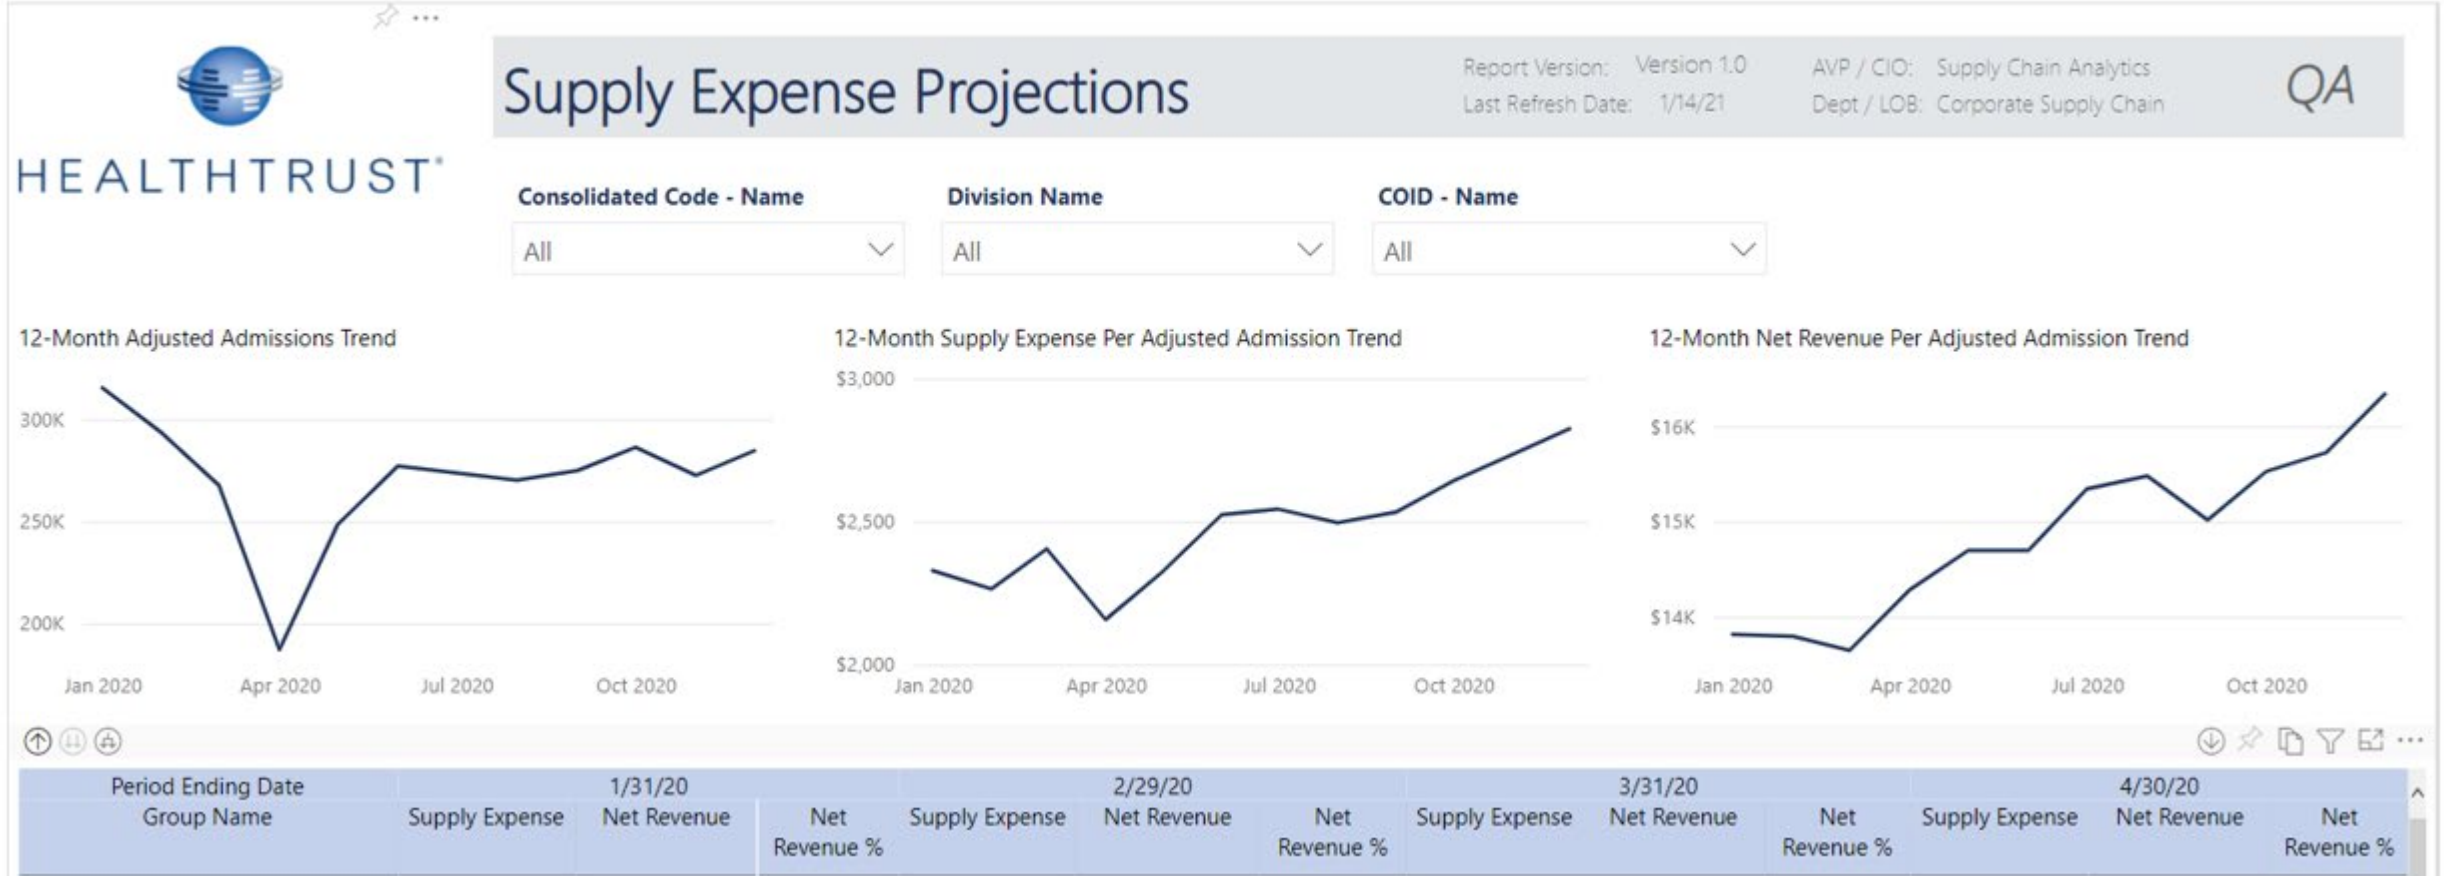 HEALTHTRUST®
Supply Expense Projections
Report Version: Version 1.0
Last Refresh Date: 1/14/21
AVP / CIO: Supply Chain Analytics
Dept / LOB: Corporate Supply Chain
QA
Consolidated Code - Name
All
Division Name
All
COID - Name
All
12-Month Adjusted Admissions Trend
300K
250K
200K
Jan 2020 Apr 2020 Jul 2020 Oct 2020
12-Month Supply Expense Per Adjusted Admission Trend
$3,000
$2,500
$2,000
Jan 2020 Apr 2020 Jul 2020 Oct 2020
12-Month Net Revenue Per Adjusted Admission Trend
$16K
$15K
$14K
Jan 2020 Apr 2020 Jul 2020 Oct 2020
Period Ending Date 1/31/20 2/29/20 3/31/20 4/30/20
Group Name Supply Expense Net Revenue Net Supply Expense Net Revenue Net Supply Expense Net Revenue Net Supply Expense Net Revenue Net
Revenue % Revenue % Revenue % Revenue %